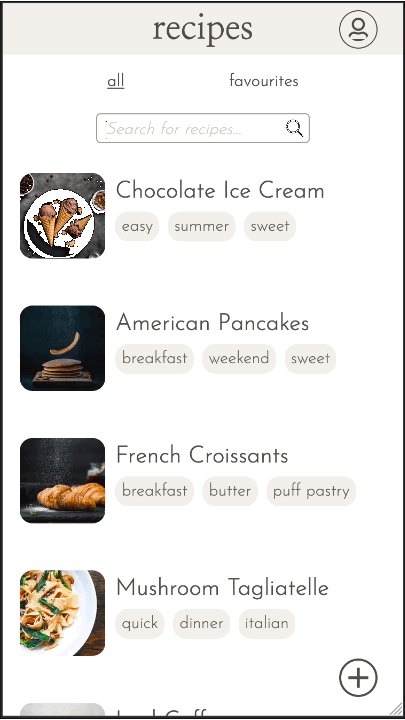 recipes
all favourites
Search for recipes...
Chocolate Ice Cream
easy summer sweet
American Pancakes
breakfast weekend sweet
French Croissants
breakfast butter puff pastry
Mushroom Tagliatelle
quick dinner italian